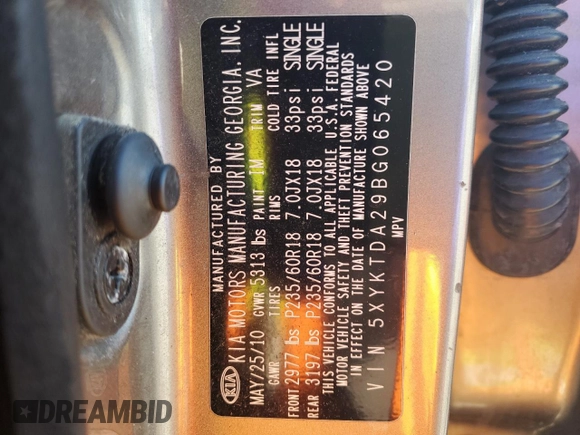 MANUFACTURED BY
KIA KIA MOTORS MANUFACTURING GEORGIA. INC.
MAY/25/10 GVWR 5313 lbs PAINT IM TRIM VA
GAWR TIRES RIMS COLD TIRE INFL
FRONT 2977 lbs P235/60R18 7.0JX18 33psi SINGLE
REAR 3197 lbs P235/60R18 7.0JX18 33psi SINGLE
THIS VEHICLE CONFORMS TO ALL APPLICABLE U.S.A. FEDERAL
MOTOR VEHICLE SAFETY AND THEFT PREVENTION STANDARDS
IN EFFECT ON THE DATE OF MANUFACTURE SHOWN ABOVE
VIN 5XYKTDA29BG065420
MPV
DREAMBID